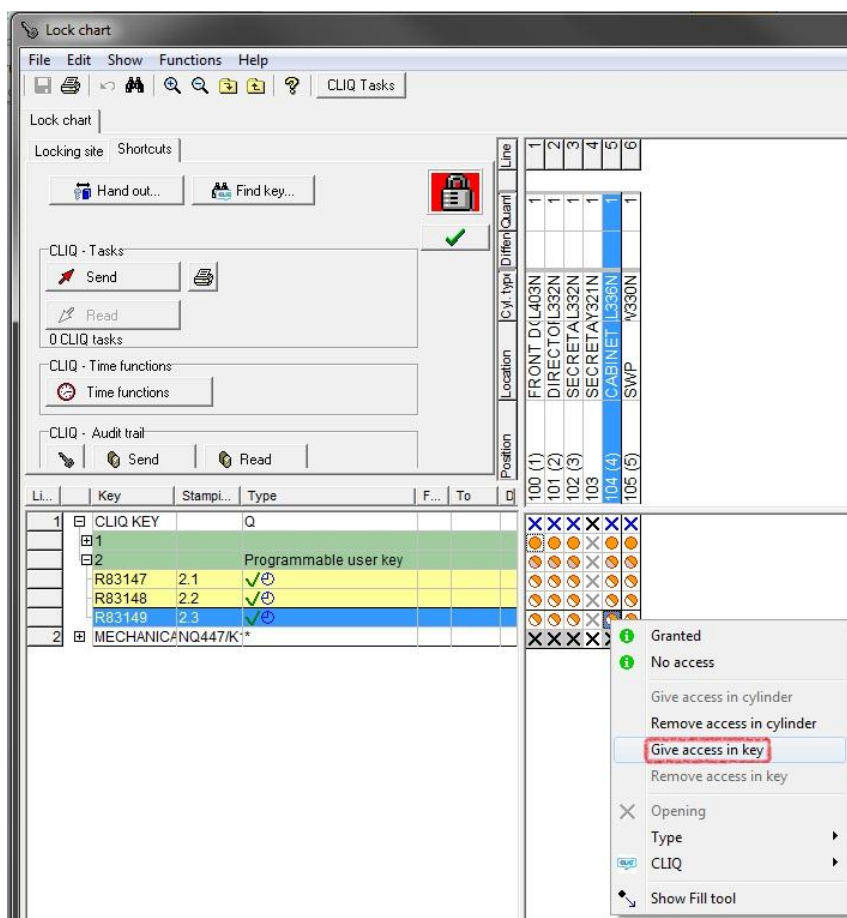 Lock chart
File Edit Show Functions Help
CLIQ Tasks
Lock chart
Locking site Shortcuts
Hand out... Find key...
CLIQ - Tasks
Send
Read
0 CLIQ tasks
CLIQ - Time functions
Time functions
CLIQ - Audit trail
Send Read
Line 1 2 3 4 5 6
Quant 1 1 1 1 1 1
Differen
Cyl. type L403N L332N L332N Y321N L336N V330N
Location FRONT D( DIRECTOF SECRETA SECRETA CABINET SWP
Position 100 (1) 101 (2) 102 (3) 103 104 (4) 105 (5)
Li... Key Stampi... Type F... To D
1 CLIQ KEY Q
1
2 Programmable user key
R83147 2.1
R83148 2.2
R83149 2.3
2 MECHANICA NQ447/K *
Granted
No access
Give access in cylinder
Remove access in cylinder
Give access in key
Remove access in key
Opening
Type
CLIQ
Show Fill tool